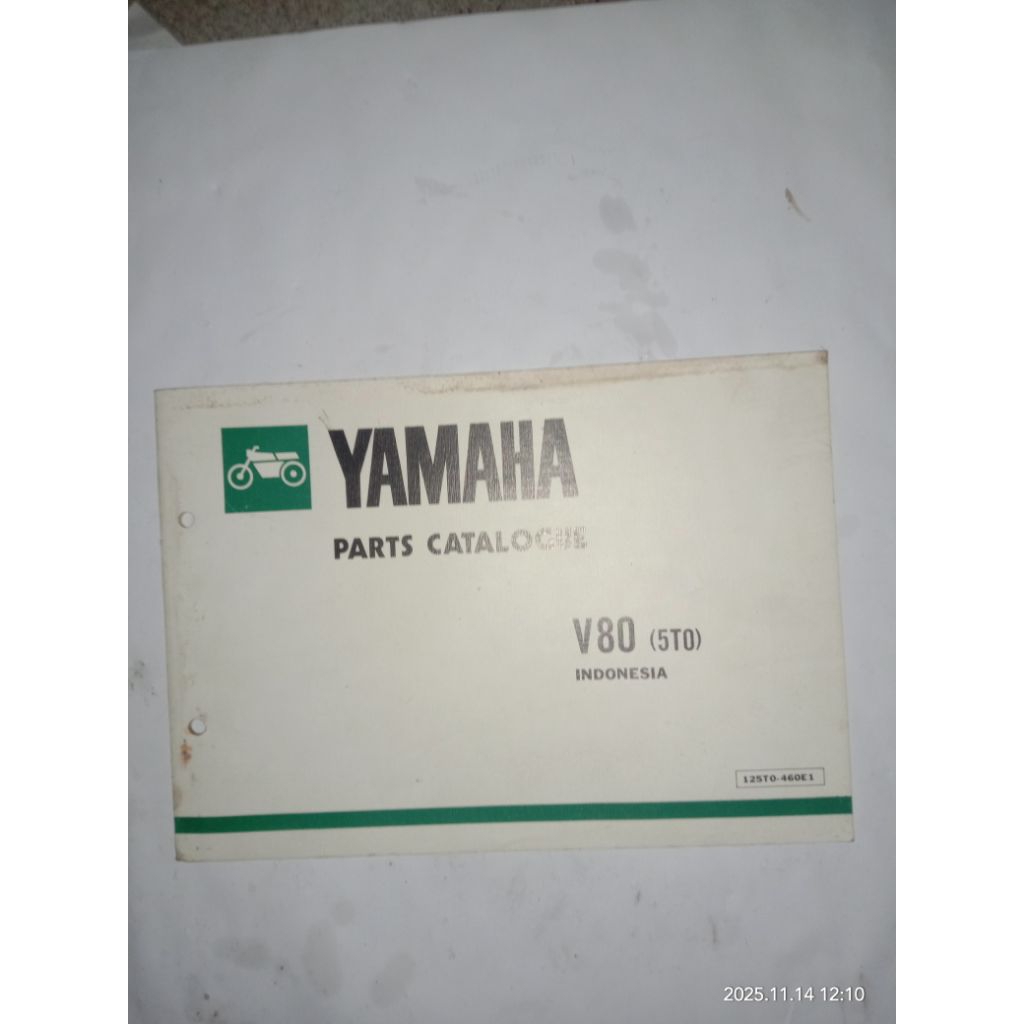 YAMAHA
PARTS CATALOGUE
V80 (5T0)
INDONESIA
125T0-460E1
2025.11.14 12:10